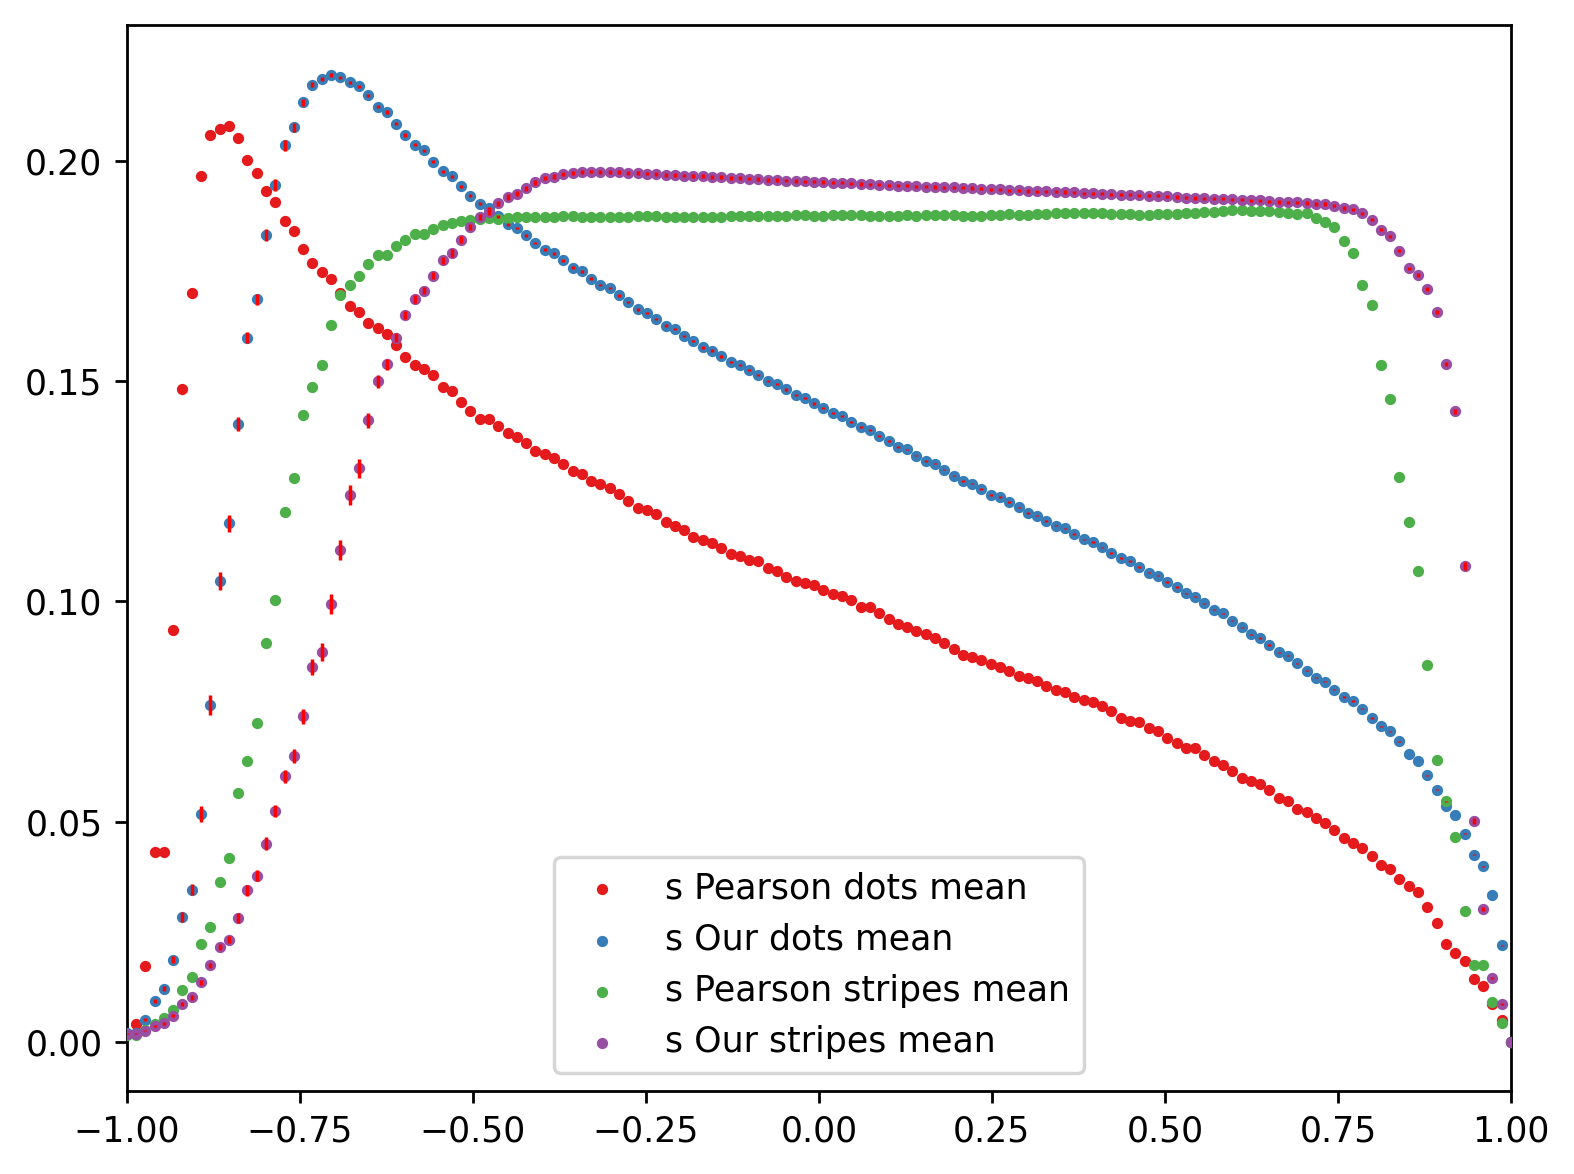 0.20
0.15
0.10
0.05
0.00
s Pearson dots mean
s Our dots mean
s Pearson stripes mean
s Our stripes mean
−1.00 −0.75 −0.50 −0.25 0.00 0.25 0.50 0.75 1.00